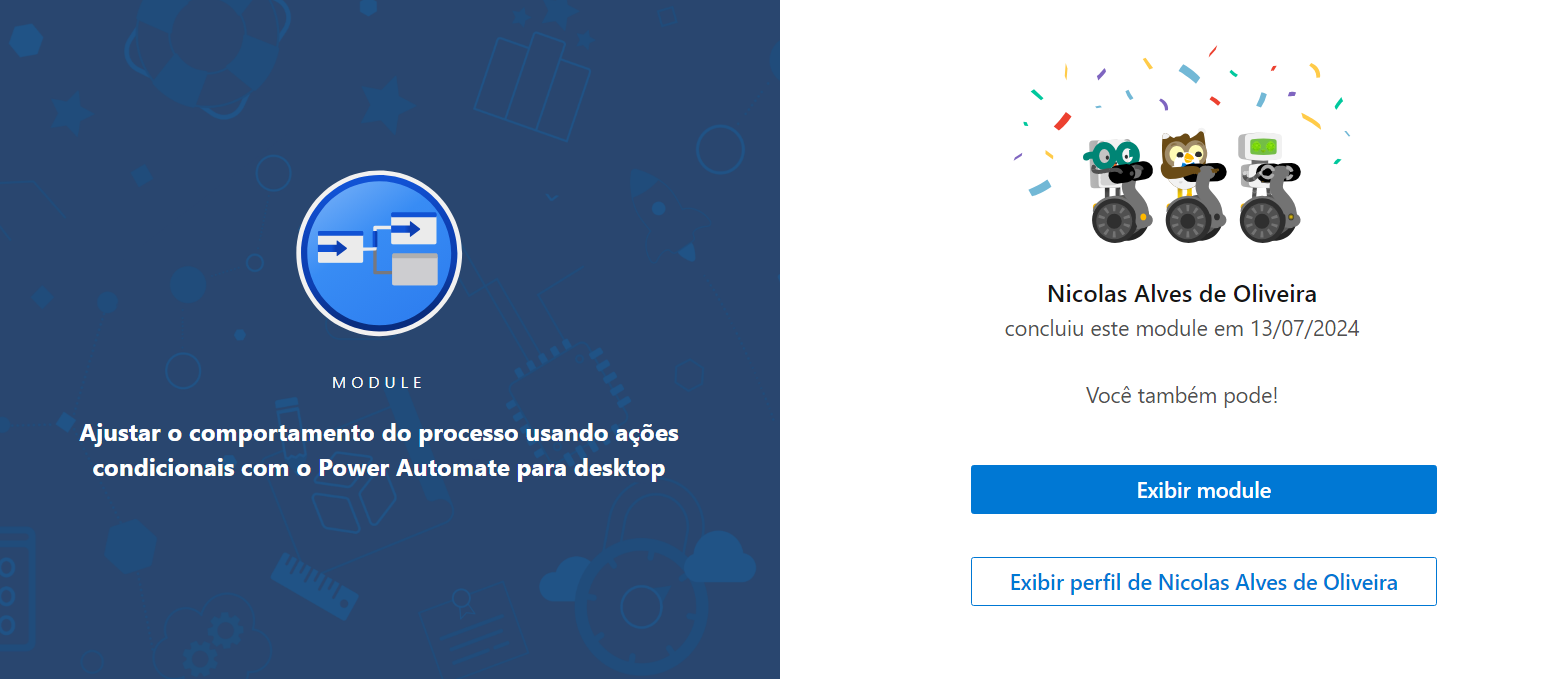 MODULE
Ajustar o comportamento do processo usando ações
condicionais com o Power Automate para desktop
Nicolas Alves de Oliveira
concluiu este module em 13/07/2024
Você também pode!
Exibir module
Exibir perfil de Nicolas Alves de Oliveira